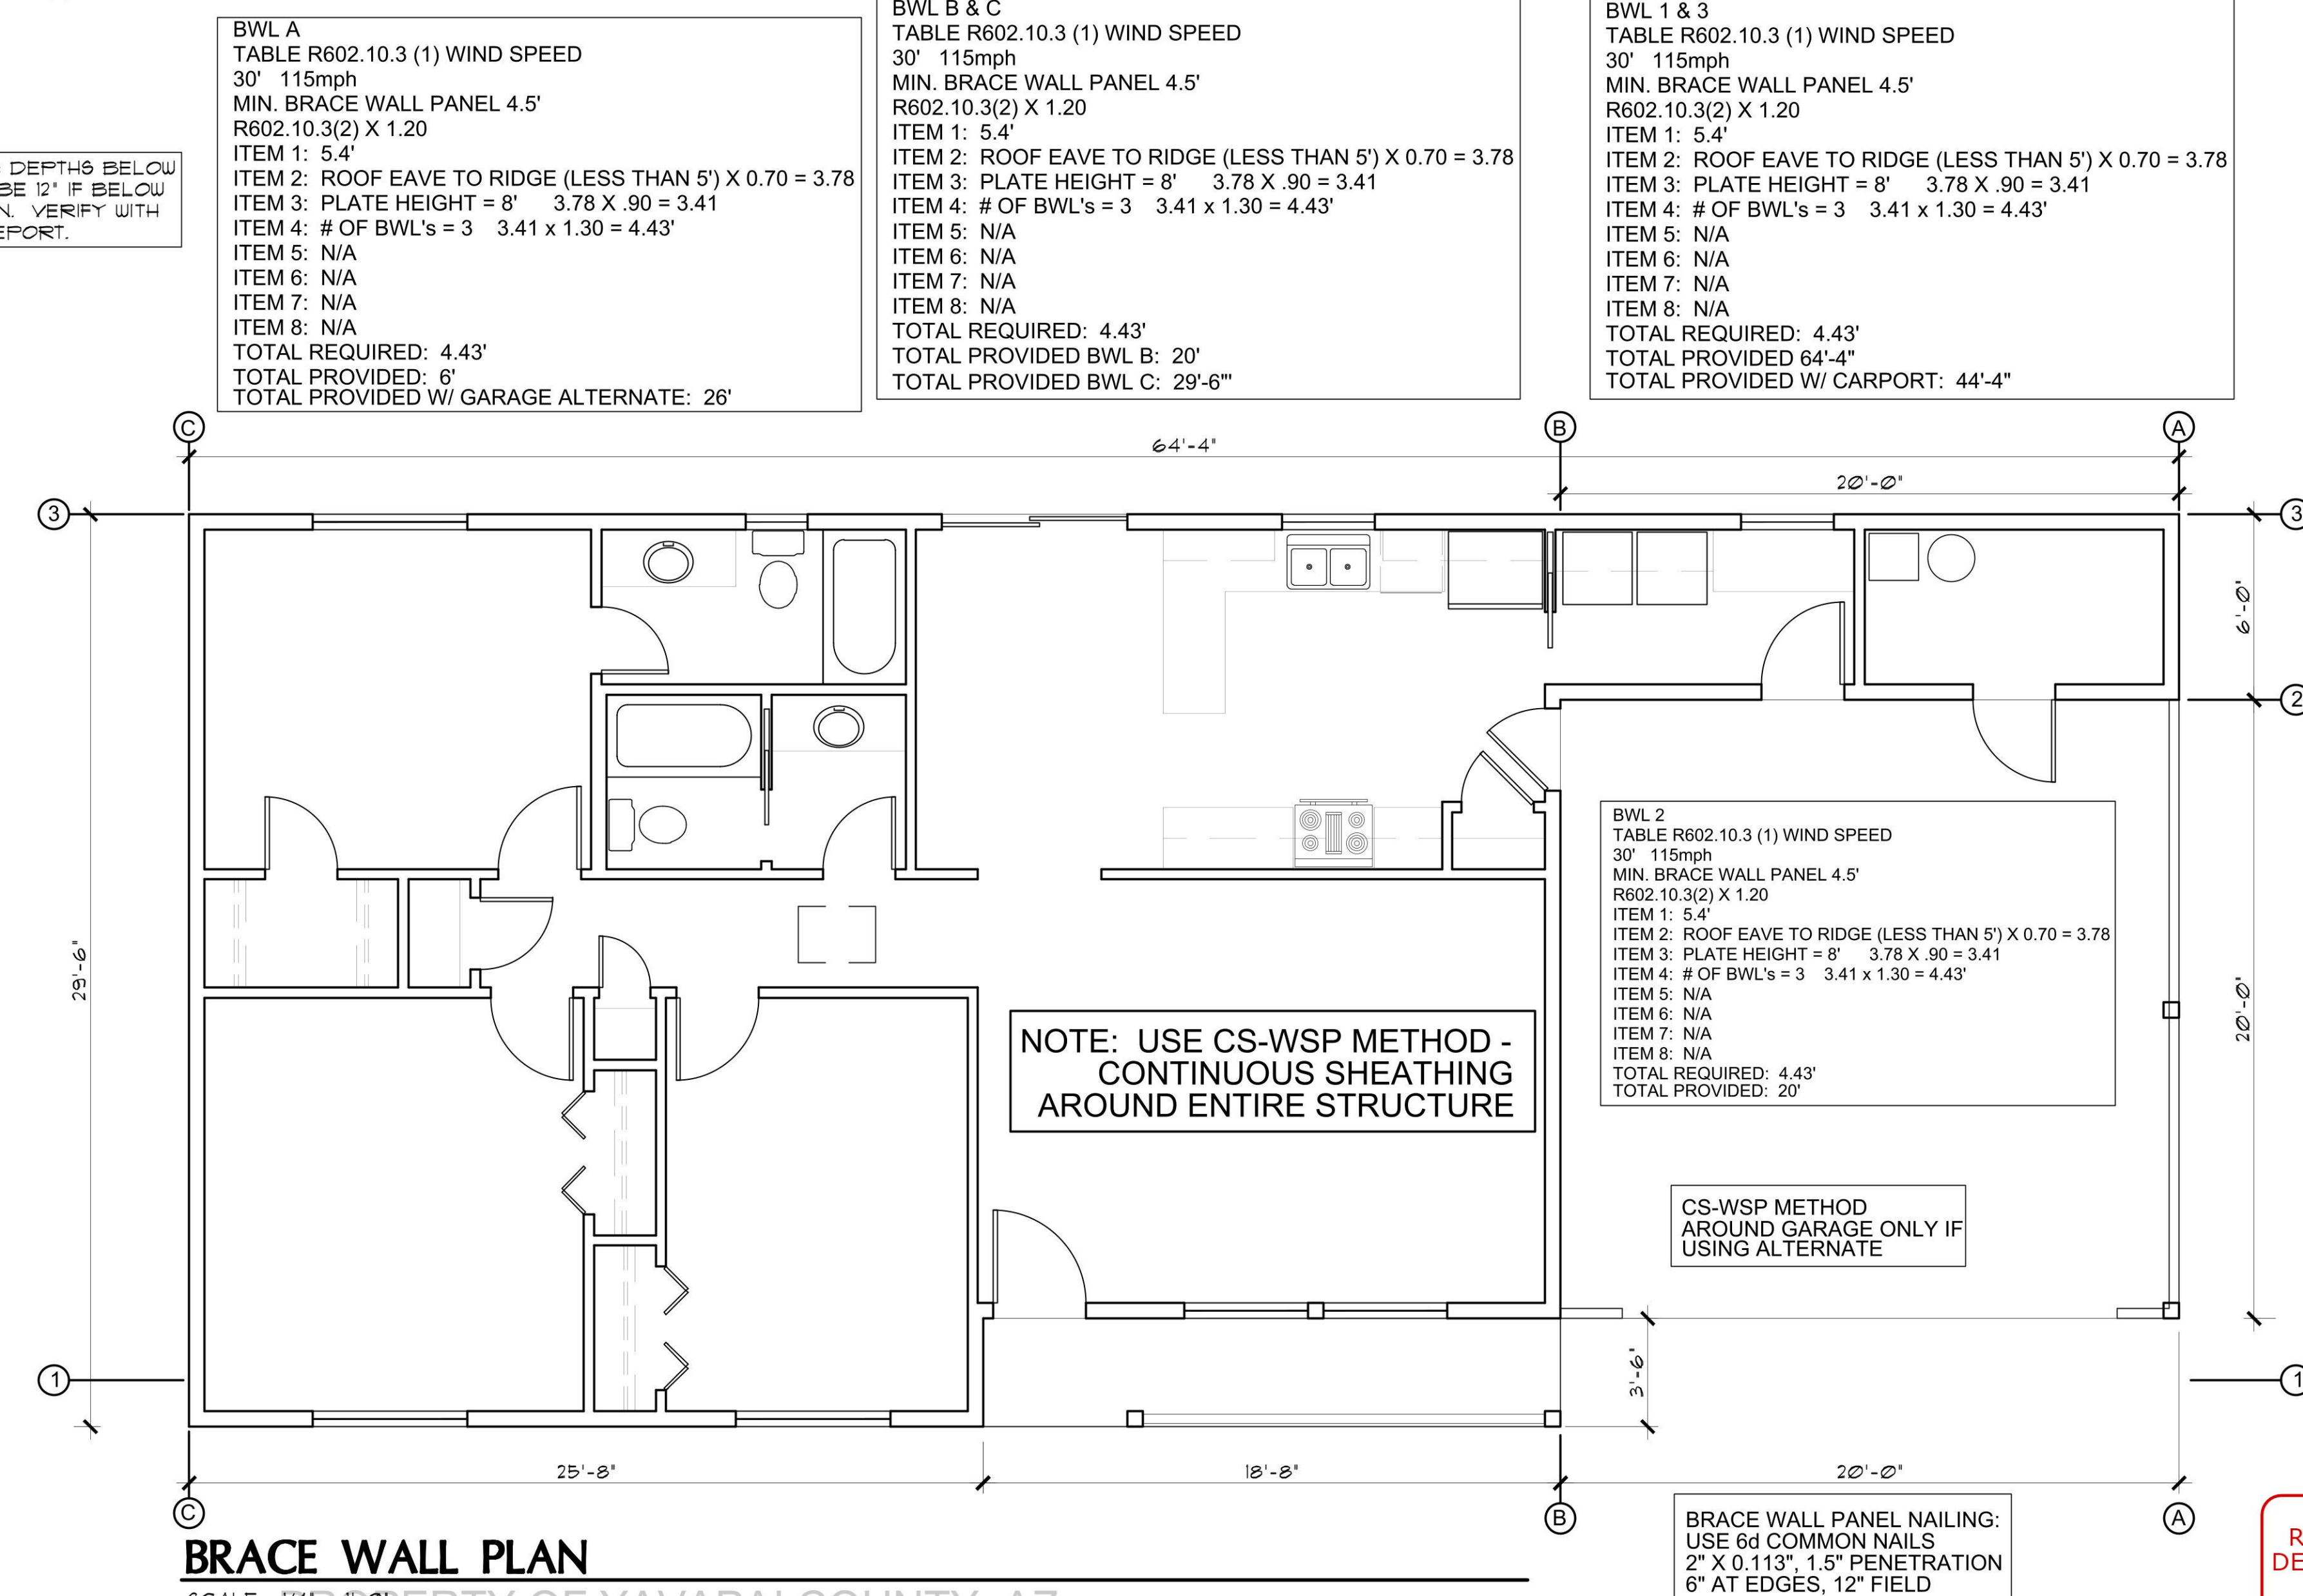 BWL A
TABLE R602.10.3 (1) WIND SPEED
30' 115mph
MIN. BRACE WALL PANEL 4.5'
R602.10.3(2) X 1.20
ITEM 1: 5.4'
ITEM 2: ROOF EAVE TO RIDGE (LESS THAN 5') X 0.70 = 3.78
ITEM 3: PLATE HEIGHT = 8' 3.78 X .90 = 3.41
ITEM 4: # OF BWL's = 3 3.41 x 1.30 = 4.43'
ITEM 5: N/A
ITEM 6: N/A
ITEM 7: N/A
ITEM 8: N/A
TOTAL REQUIRED: 4.43'
TOTAL PROVIDED: 6'
TOTAL PROVIDED W/ GARAGE ALTERNATE: 26'
BWL B & C
TABLE R602.10.3 (1) WIND SPEED
30' 115mph
MIN. BRACE WALL PANEL 4.5'
R602.10.3(2) X 1.20
ITEM 1: 5.4'
ITEM 2: ROOF EAVE TO RIDGE (LESS THAN 5') X 0.70 = 3.78
ITEM 3: PLATE HEIGHT = 8' 3.78 X .90 = 3.41
ITEM 4: # OF BWL's = 3 3.41 x 1.30 = 4.43'
ITEM 5: N/A
ITEM 6: N/A
ITEM 7: N/A
ITEM 8: N/A
TOTAL REQUIRED: 4.43'
TOTAL PROVIDED BWL B: 20'
TOTAL PROVIDED BWL C: 29'-6"'
BWL 1 & 3
TABLE R602.10.3 (1) WIND SPEED
30' 115mph
MIN. BRACE WALL PANEL 4.5'
R602.10.3(2) X 1.20
ITEM 1: 5.4'
ITEM 2: ROOF EAVE TO RIDGE (LESS THAN 5') X 0.70 = 3.78
ITEM 3: PLATE HEIGHT = 8' 3.78 X .90 = 3.41
ITEM 4: # OF BWL's = 3 3.41 x 1.30 = 4.43'
ITEM 5: N/A
ITEM 6: N/A
ITEM 7: N/A
ITEM 8: N/A
TOTAL REQUIRED: 4.43'
TOTAL PROVIDED 64'-4"
TOTAL PROVIDED W/ CARPORT: 44'-4"
DEPTHS BELOW
BE 12" IF BELOW
N. VERIFY WITH
EPORT.
C
B
A
64'-4"
20'-0"
3
3
6'-0"
2
29'-6"
20'-0"
BWL 2
TABLE R602.10.3 (1) WIND SPEED
30' 115mph
MIN. BRACE WALL PANEL 4.5'
R602.10.3(2) X 1.20
ITEM 1: 5.4'
ITEM 2: ROOF EAVE TO RIDGE (LESS THAN 5') X 0.70 = 3.78
ITEM 3: PLATE HEIGHT = 8' 3.78 X .90 = 3.41
ITEM 4: # OF BWL's = 3 3.41 x 1.30 = 4.43'
ITEM 5: N/A
ITEM 6: N/A
ITEM 7: N/A
ITEM 8: N/A
TOTAL REQUIRED: 4.43'
TOTAL PROVIDED: 20'
NOTE: USE CS-WSP METHOD -
CONTINUOUS SHEATHING
AROUND ENTIRE STRUCTURE
CS-WSP METHOD
AROUND GARAGE ONLY IF
USING ALTERNATE
3'-6"
1
1
25'-8"
18'-8"
20'-0"
C
B
A
BRACE WALL PLAN
PROPERTY OF YAVAPAI COUNTY, AZ
BRACE WALL PANEL NAILING:
USE 6d COMMON NAILS
2" X 0.113", 1.5" PENETRATION
6" AT EDGES, 12" FIELD
R
DE